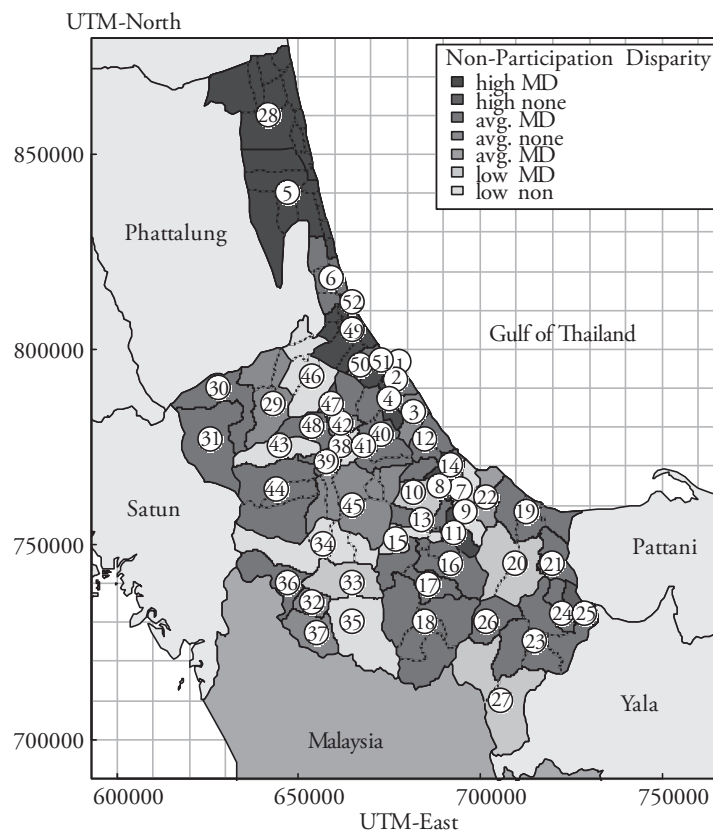 UTM-North
Non-Participation Disparity
high MD
high none
avg. MD
avg. none
avg. MD
low MD
low non
28
850000
5
Phattalung
6
52
49
Gulf of Thailand
800000
50 51 1
2
46
30
29 47 4
3
48 42
31 43 38 41 40 12
39
14
44 10 8 7
45 9 22
13 19
Satun
11
750000
34 15
16 20 21
Pattani
36 33 17
32
37 35 18 26 24 25
23
27
Yala
700000
Malaysia
600000 650000 700000 750000
UTM-East